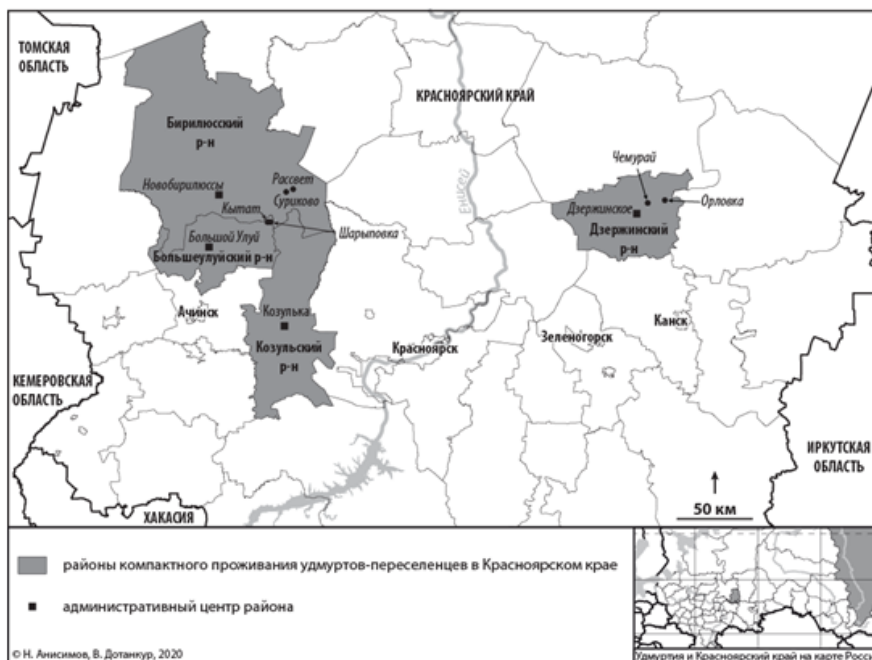 ТОМСКАЯ
ОБЛАСТЬ
КРАСНОЯРСКИЙ КРАЙ
Бирилюсский
р-н
Енисей
Чемурай
Новобирилюссы
Рассвет
Суриково
Кытат
Шарыповка
Дзержинское
Орловка
Дзержинский
р-н
Большой Улуй
Большеулуйский р-н
Ачинск
Козулька
Козульский
р-н
Красноярск
Зеленогорск
Канск
КЕМЕРОВСКАЯ
ОБЛАСТЬ
ИРКУТСКАЯ
ОБЛАСТЬ
ХАКАСИЯ
50 км
районы компактного проживания удмуртов-переселенцев в Красноярском крае
административный центр района
© Н. Анисимов, В. Дотанкур, 2020
Удмуртия и Красноярский край на карте Росси